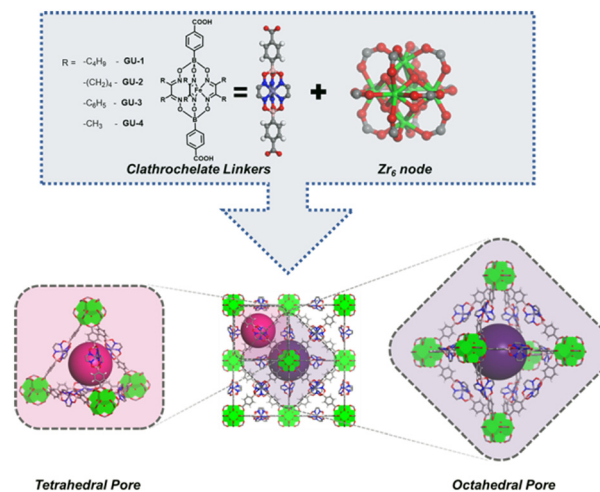 COOH
R = -C4H9 - GU-1
-(CH2)4 - GU-2
-C6H5 - GU-3
-CH3 - GU-4
B
O O
O
R N N N R
R Fe R
R N N N R
O
O O
B
COOH
=
+
Clathrochelate Linkers
Zr6 node
Tetrahedral Pore
Octahedral Pore